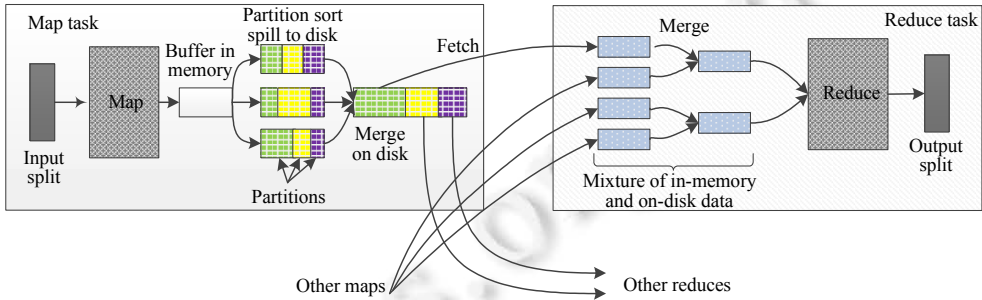 Map task
Partition sort
spill to disk
Buffer in
memory
Map
Input
split
Merge
on disk
Partitions
Fetch
Reduce task
Merge
Reduce
Output
split
Mixture of in-memory
and on-disk data
Other maps
Other reduces